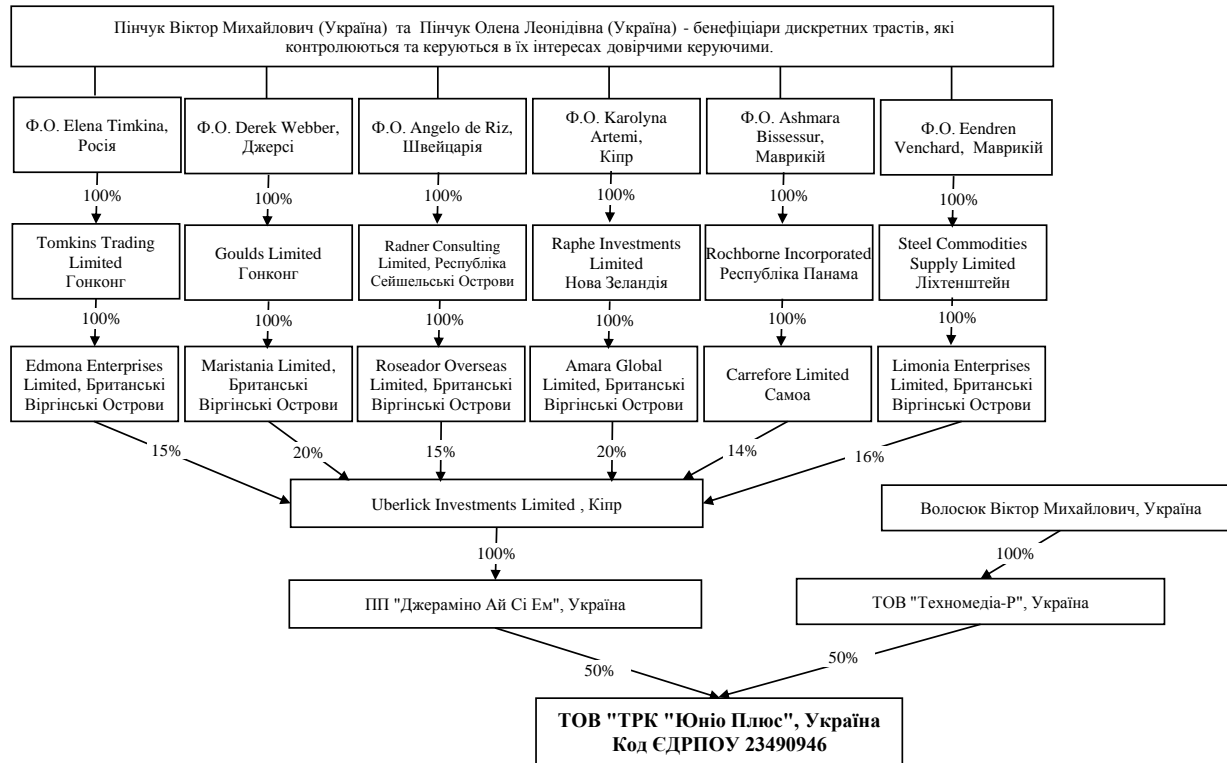 Пінчук Віктор Михайлович (Україна) та Пінчук Олена Леонідівна (Україна) - бенефіціари дискретних трастів, які
контролюються та керуються в їх інтересах довірчими керуючими.
Ф.О. Elena Timkina,
Росія
Ф.О. Derek Webber,
Джерсі
Ф.О. Angelo de Riz,
Швейцарія
Ф.О. Karolyna
Artemi,
Кіпр
Ф.О. Ashmara
Bissessur,
Маврикій
Ф.О. Eendren
Venchard, Маврикій
100%
100%
100%
100%
100%
100%
Tomkins Trading
Limited
Гонконг
Goulds Limited
Гонконг
Radner Consulting
Limited, Республіка
Сейшельські Острови
Raphe Investments
Limited
Нова Зеландія
Rochborne Incorporated
Республіка Панама
Steel Commodities
Supply Limited
Ліхтенштейн
100%
100%
100%
100%
100%
100%
Edmona Enterprises
Limited, Британські
Віргінські Острови
Maristania Limited,
Британські
Віргінські Острови
Roseador Overseas
Limited, Британські
Віргінські Острови
Amara Global
Limited, Британські
Віргінські Острови
Carrefore Limited
Самоа
Limonia Enterprises
Limited, Британські
Віргінські Острови
15%
20%
15%
20%
14%
16%
Uberlick Investments Limited , Кіпр
Волосюк Віктор Михайлович, Україна
100%
100%
ПП "Джераміно Ай Сі Ем", Україна
ТОВ "Техномедіа-Р", Україна
50%
50%
ТОВ "ТРК "Юніо Плюс", Україна
Код ЄДРПОУ 23490946